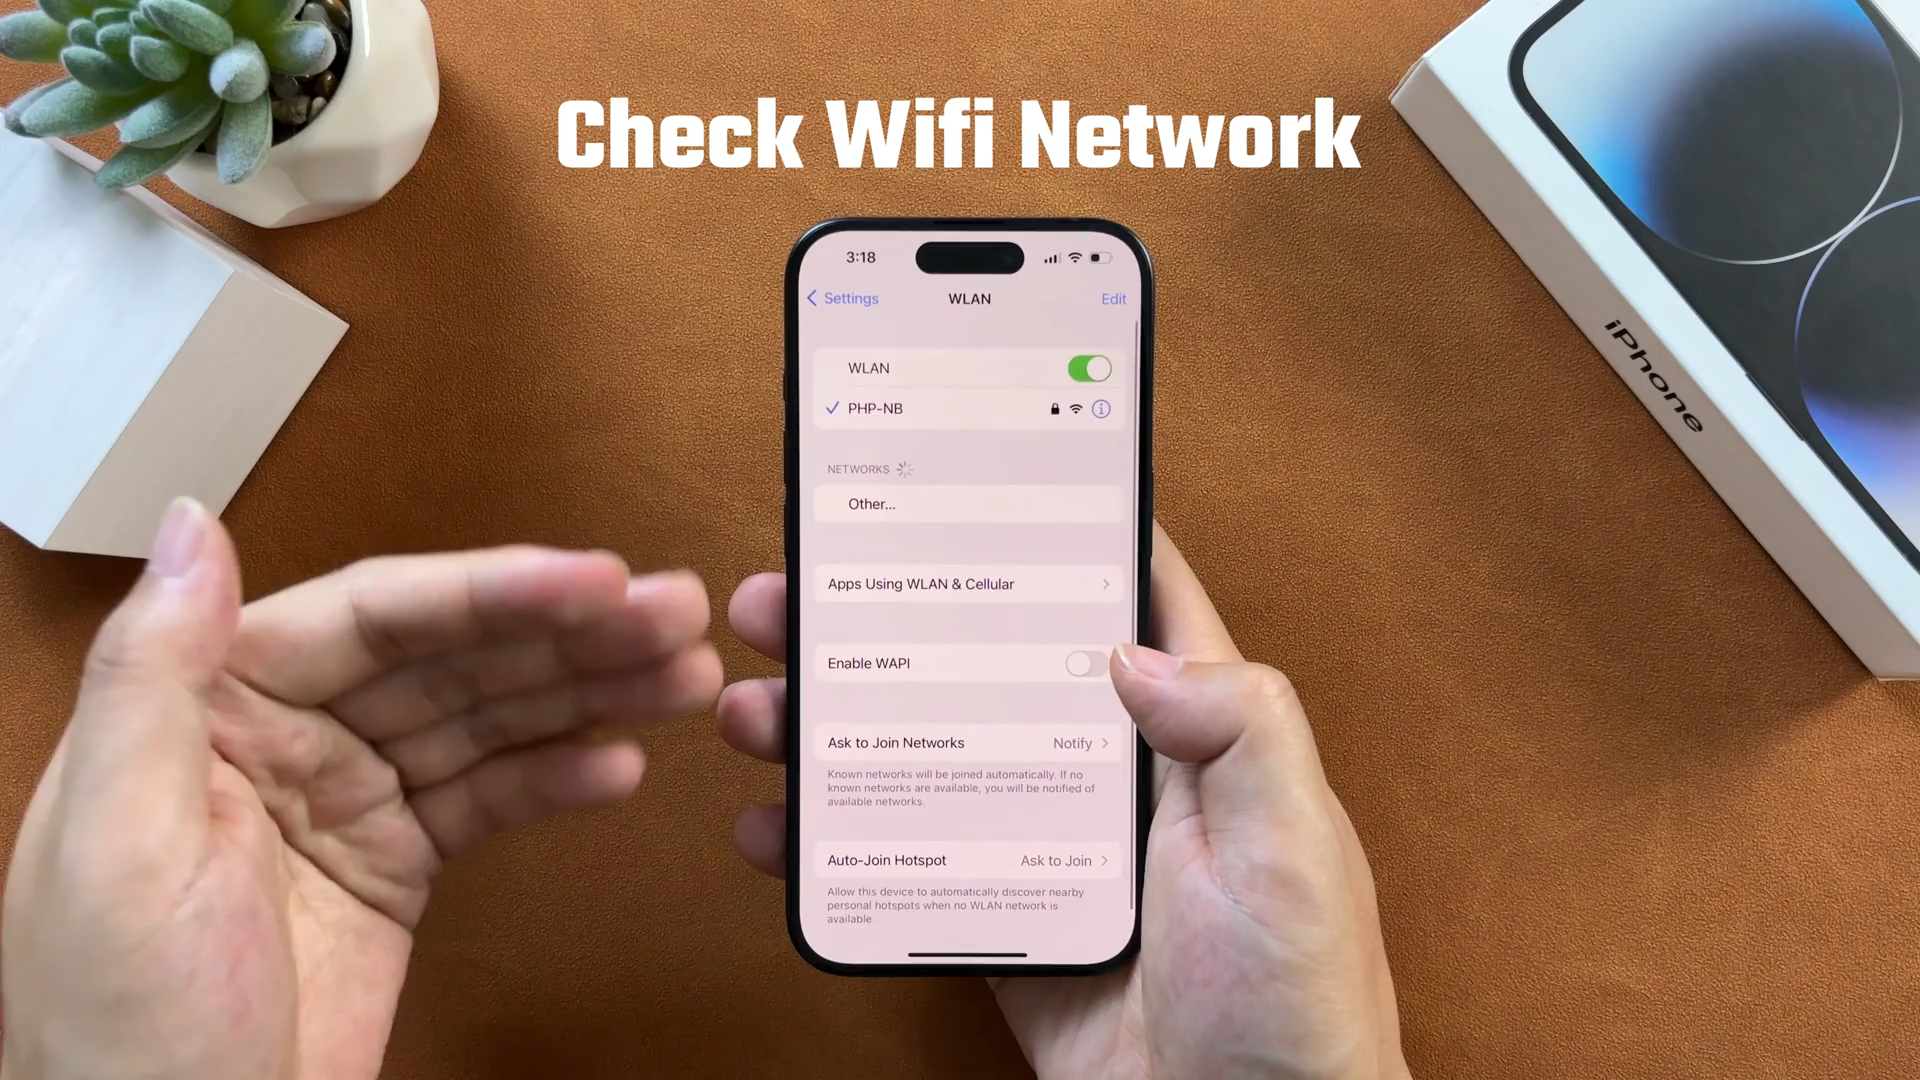 Check Wifi Network
3:18
Settings
WLAN
Edit
WLAN
PHP-NB
NETWORKS
Other...
Apps Using WLAN & Cellular
Enable WAPI
Ask to Join Networks
Notify
Known networks will be joined automatically. If no
known networks are available, you will be notified of
available networks.
Auto-Join Hotspot
Ask to Join
Allow this device to automatically discover nearby
personal hotspots when no WLAN network is
available.
iPhone